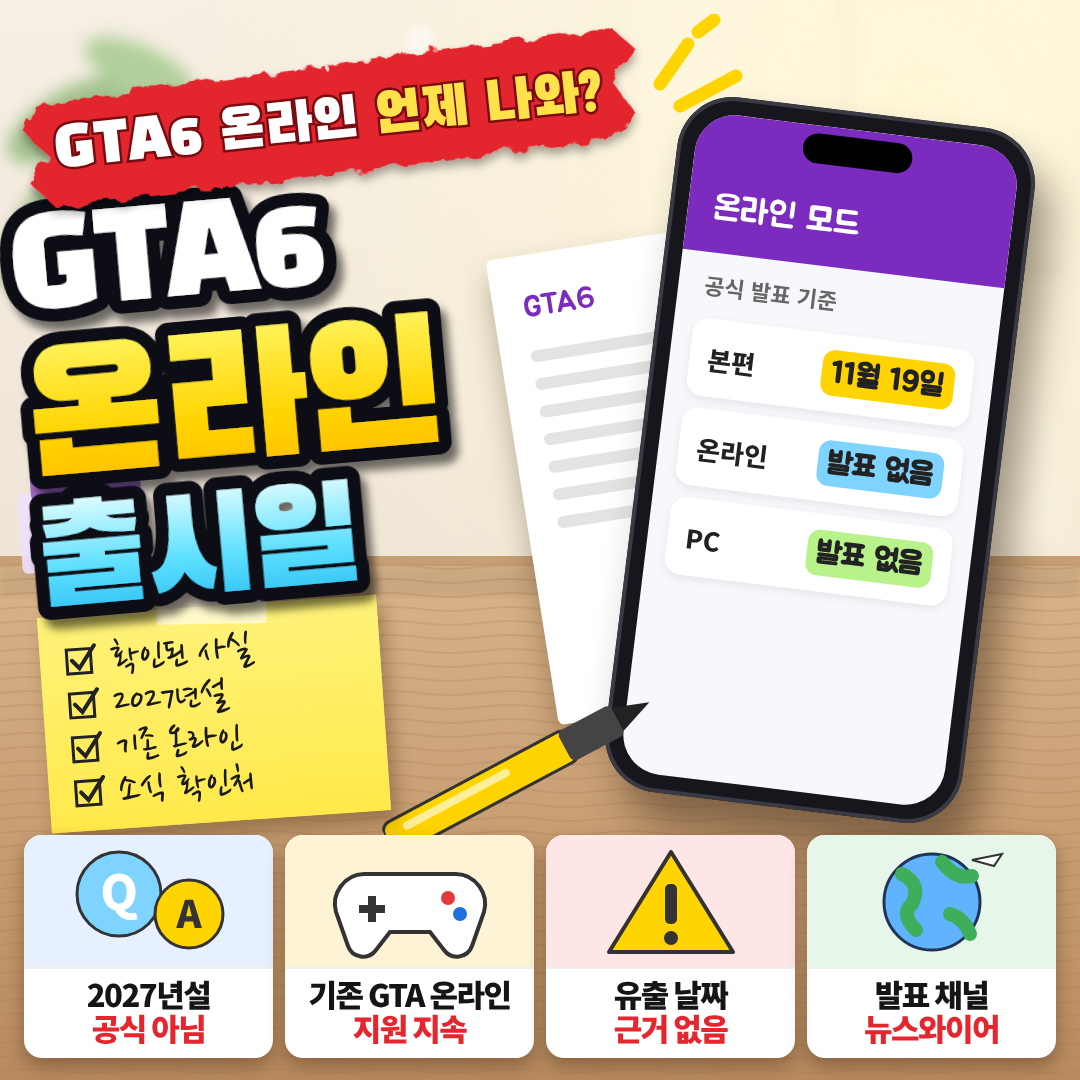 GTA6 온라인 언제 나와?
GTA6
온라인
출시일
확인된 사실
2027년설
기존 온라인
소식 확인처
GTA6
온라인 모드
공식 발표 기준
본편 11월 19일
온라인 발표 없음
PC 발표 없음
Q A
2027년설
공식 아님
기존 GTA 온라인
지원 지속
유출 날짜
근거 없음
발표 채널
뉴스와이어